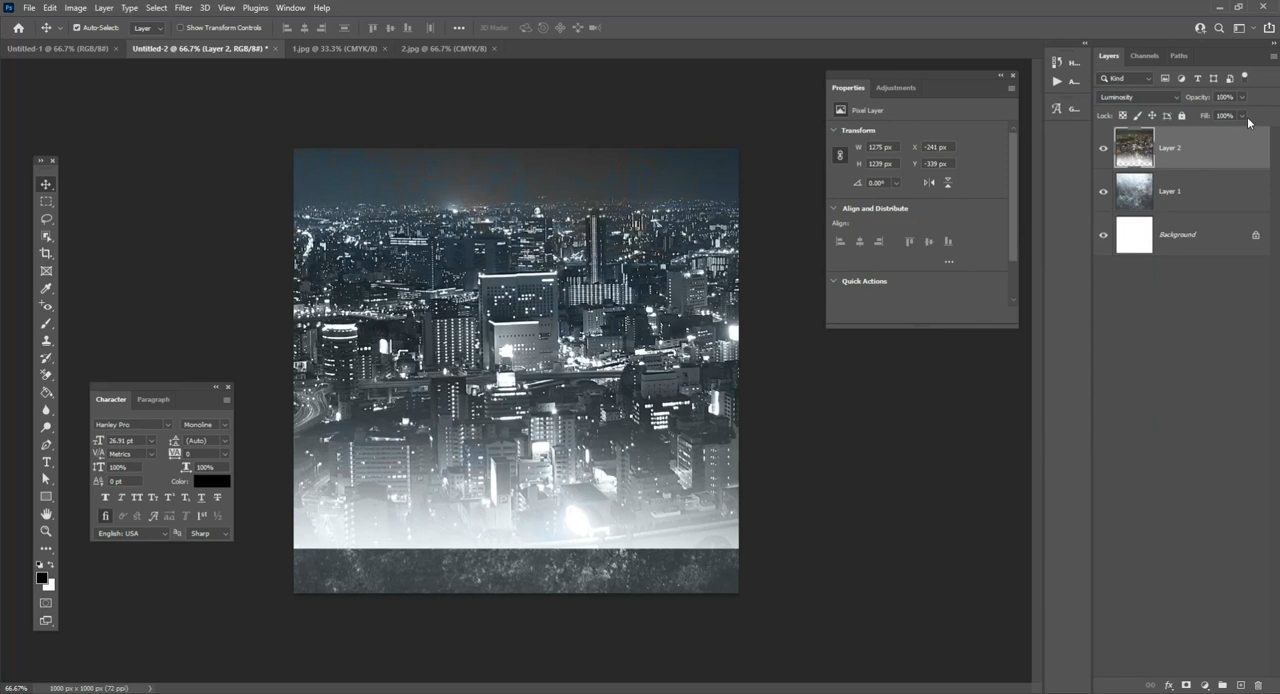 Ps File Edit Image Layer Type Select Filter 3D View Plugins Window Help
Auto-Select: Layer Show Transform Controls 3D Mode:
Untitled-1 @ 66.7% (RGB/8#) × Untitled-2 @ 66.7% (Layer 2, RGB/8#) * × 1.jpg @ 33.3% (CMYK/8) × 2.jpg @ 66.7% (CMYK/8) ×
H...
A...
G...
Layers Channels Paths
Kind
Luminosity Opacity: 100%
Lock: Fill: 100%
Layer 2
Layer 1
Background
Properties Adjustments
Pixel Layer
Transform
W 1275 px X -241 px
H 1239 px Y -339 px
0.00°
Align and Distribute
Align:
Quick Actions
Character Paragraph
Hanley Pro Monoline
26.91 pt (Auto)
Metrics 0
100% 100%
0 pt Color:
English: USA Sharp
66.67% 1000 px x 1000 px (72 ppi)